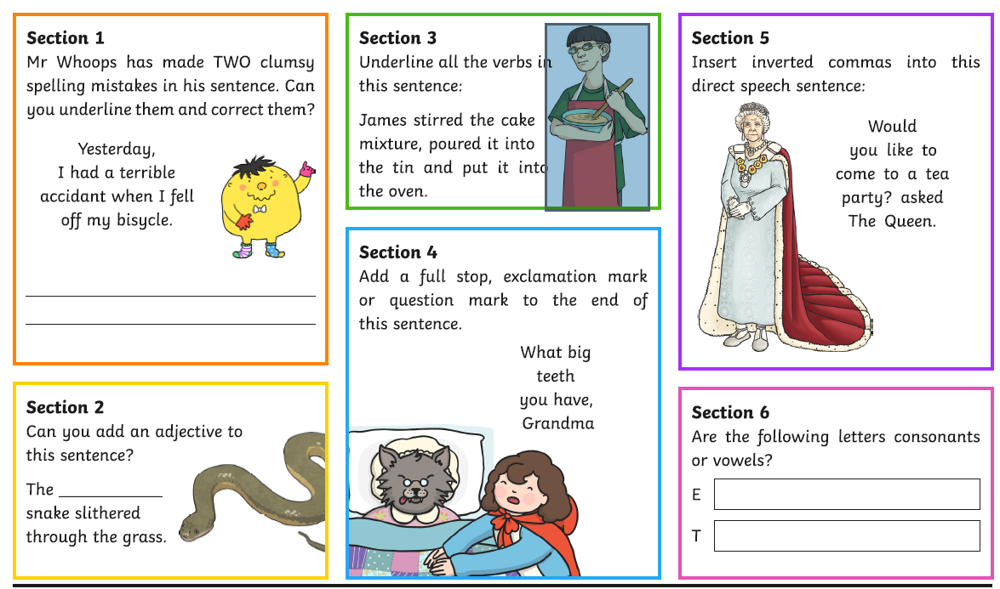 Section 1
Mr Whoops has made TWO clumsy
spelling mistakes in his sentence. Can
you underline them and correct them?
Yesterday,
I had a terrible
accidant when I fell
off my bisycle.
Section 2
Can you add an adjective to
this sentence?
The ____________
snake slithered
through the grass.
Section 3
Underline all the verbs in
this sentence:
James stirred the cake
mixture, poured it into
the tin and put it into
the oven.
Section 4
Add a full stop, exclamation mark
or question mark to the end of
this sentence.
What big
teeth
you have,
Grandma
Section 5
Insert inverted commas into this
direct speech sentence:
Would
you like to
come to a tea
party? asked
The Queen.
Section 6
Are the following letters consonants
or vowels?
E
T